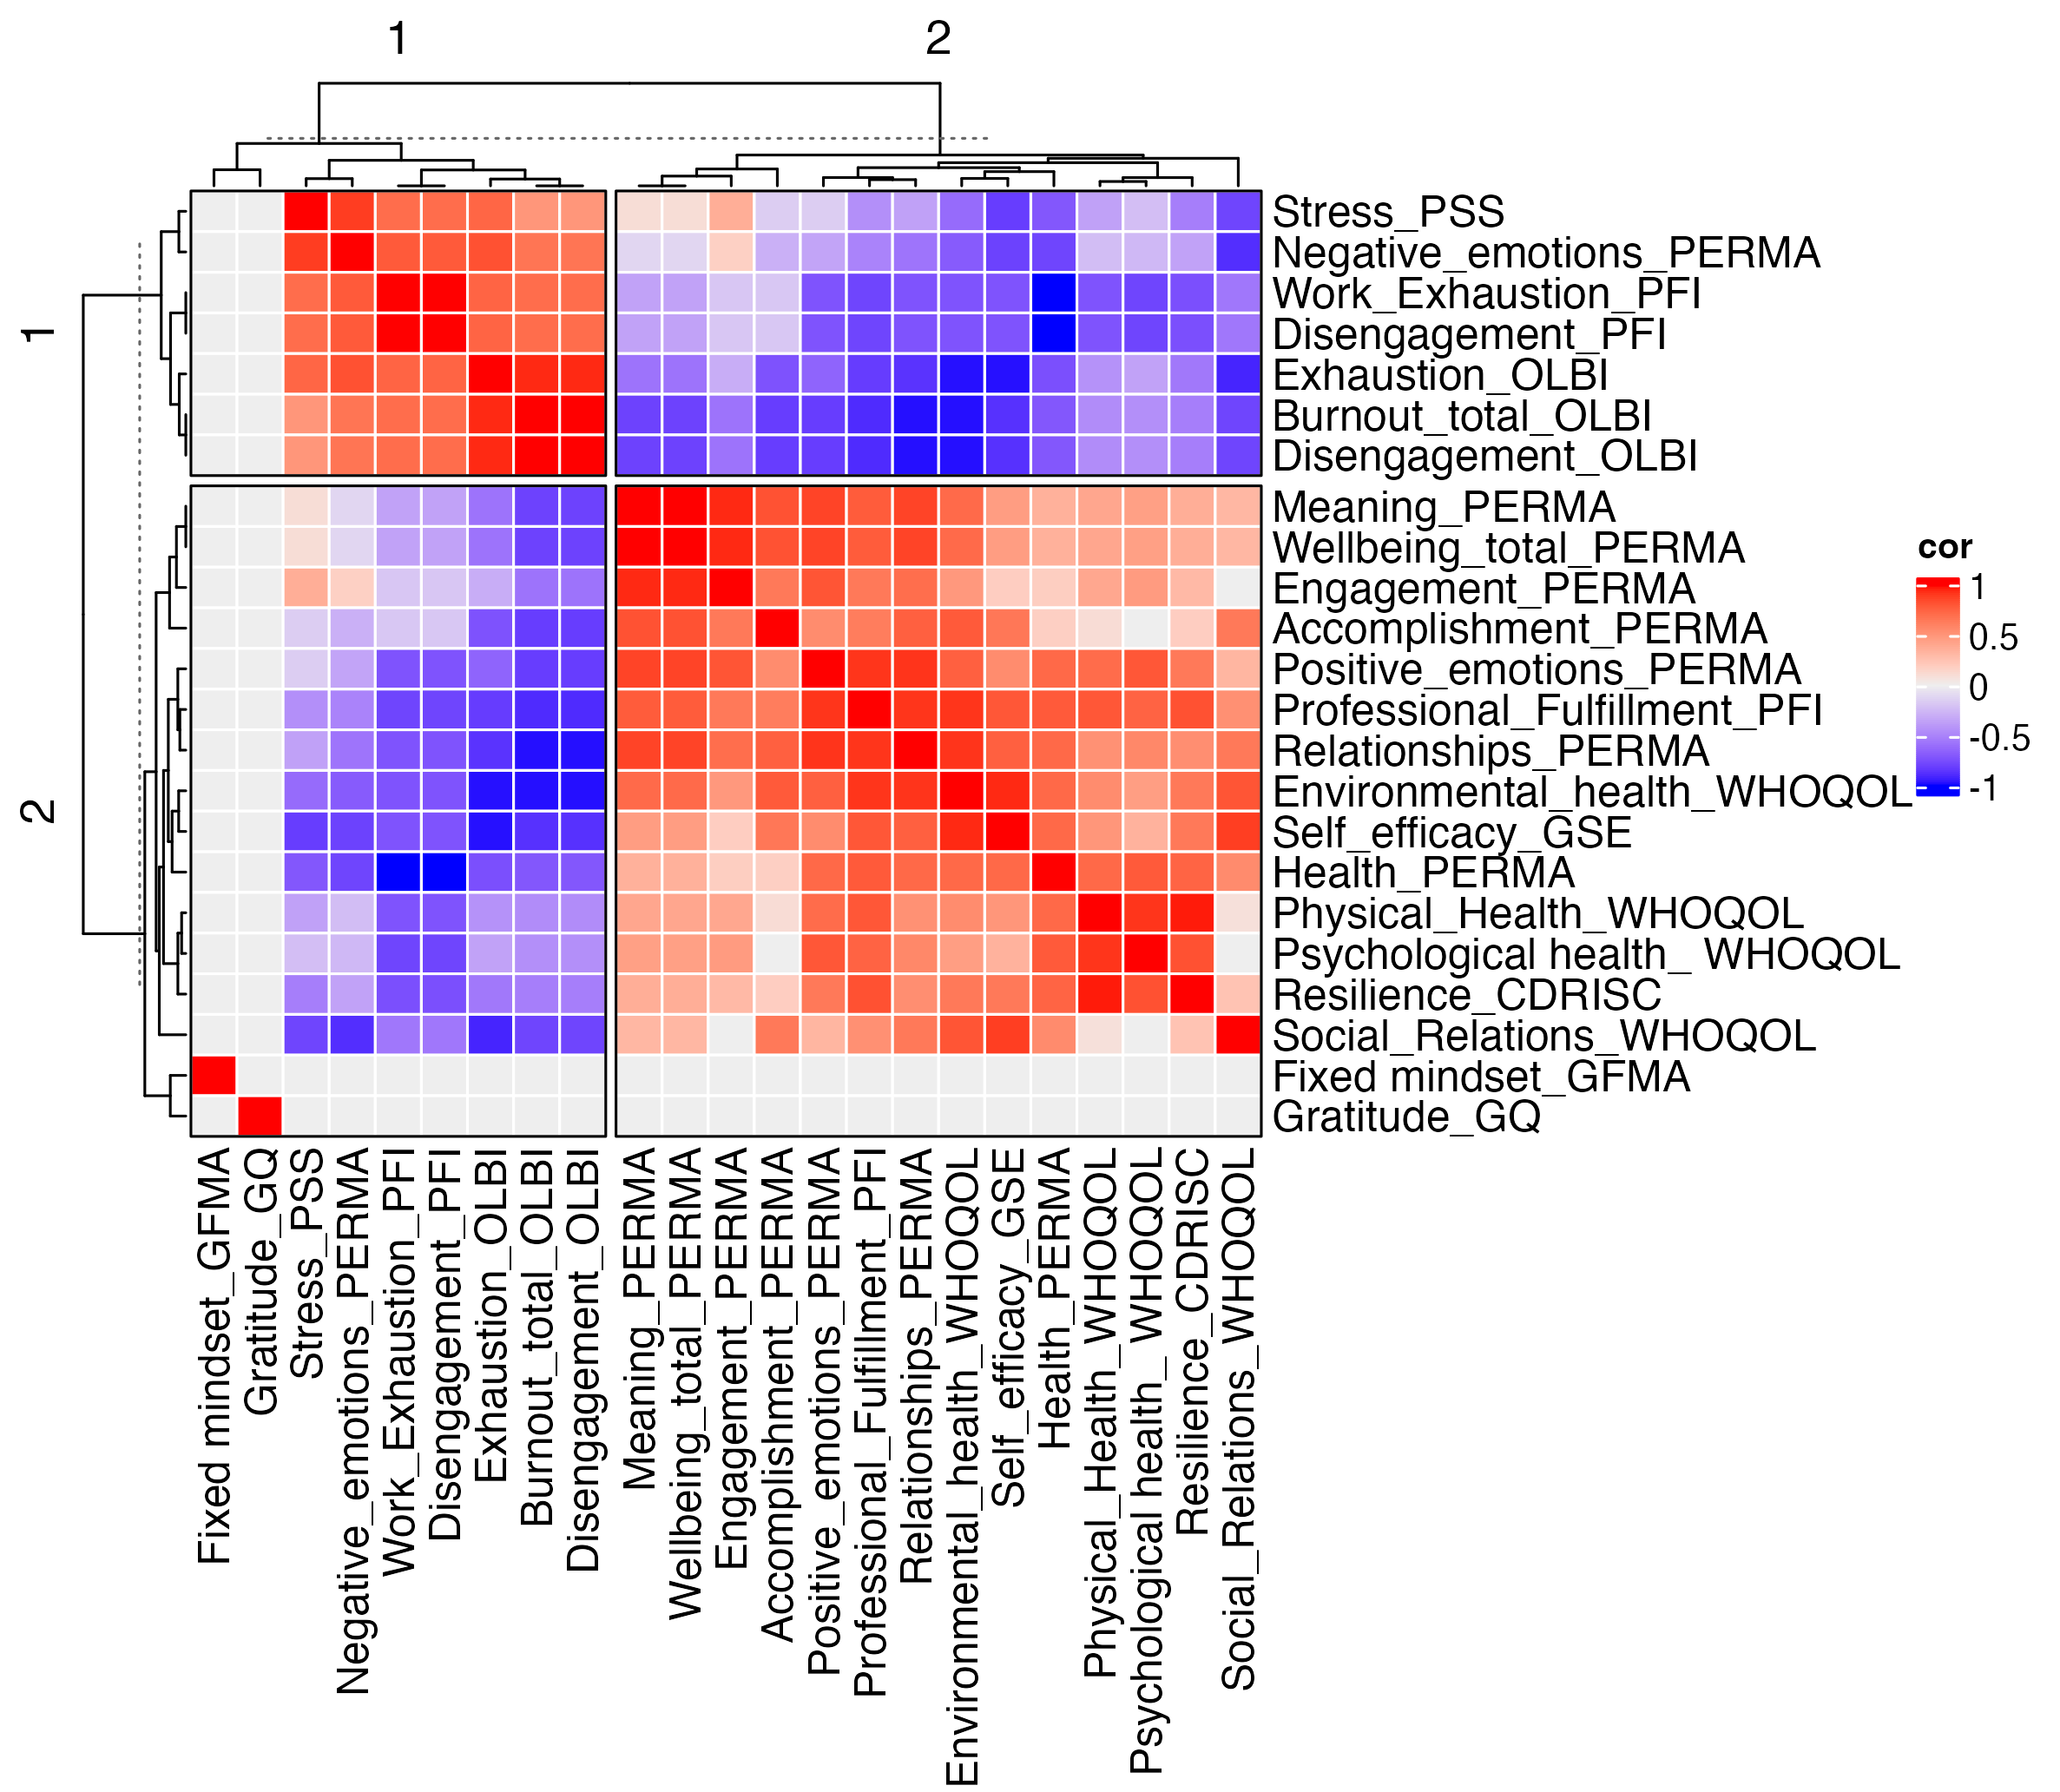 1
2
1
2
Stress_PSS
Negative_emotions_PERMA
Work_Exhaustion_PFI
Disengagement_PFI
Exhaustion_OLBI
Burnout_total_OLBI
Disengagement_OLBI
Meaning_PERMA
Wellbeing_total_PERMA
Engagement_PERMA
Accomplishment_PERMA
Positive_emotions_PERMA
Professional_Fulfillment_PFI
Relationships_PERMA
Environmental_health_WHOQOL
Self_efficacy_GSE
Health_PERMA
Physical_Health_WHOQOL
Psychological health_ WHOQOL
Resilience_CDRISC
Social_Relations_WHOQOL
Fixed mindset_GFMA
Gratitude_GQ
cor
1
0.5
0
-0.5
-1
Fixed mindset_GFMA
Gratitude_GQ
Stress_PSS
Negative_emotions_PERMA
Work_Exhaustion_PFI
Disengagement_PFI
Exhaustion_OLBI
Burnout_total_OLBI
Disengagement_OLBI
Meaning_PERMA
Wellbeing_total_PERMA
Engagement_PERMA
Accomplishment_PERMA
Positive_emotions_PERMA
Professional_Fulfillment_PFI
Relationships_PERMA
Environmental_health_WHOQOL
Self_efficacy_GSE
Health_PERMA
Physical_Health_WHOQOL
Psychological health_ WHOQOL
Resilience_CDRISC
Social_Relations_WHOQOL